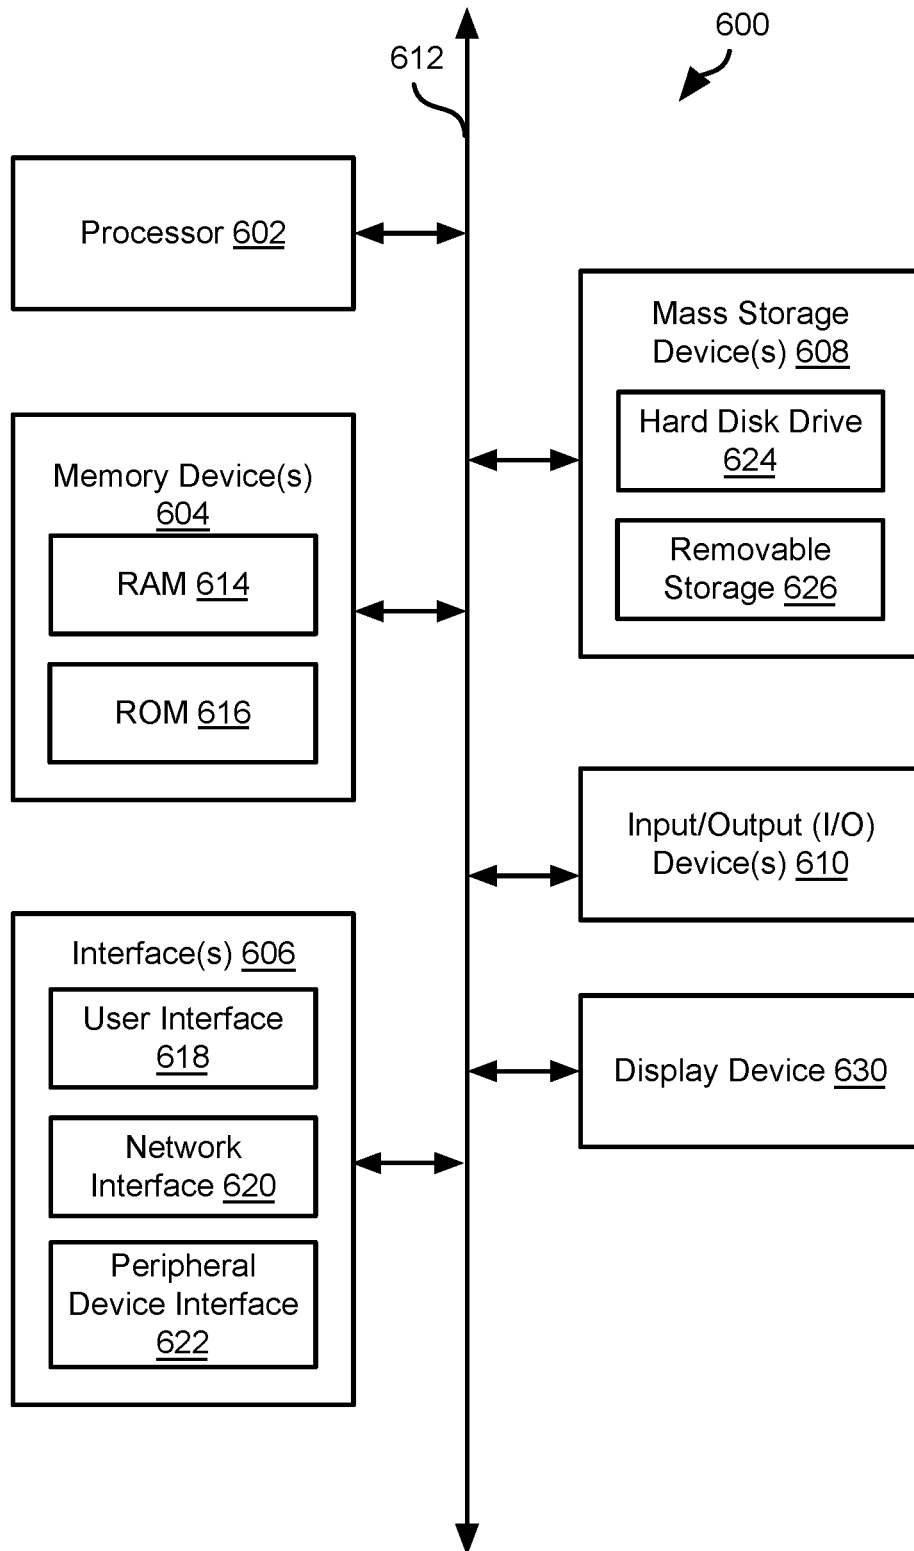 600
612
Processor 602
Mass Storage
Device(s) 608
Hard Disk Drive
624
Removable
Storage 626
Memory Device(s)
604
RAM 614
ROM 616
Input/Output (I/O)
Device(s) 610
Interface(s) 606
User Interface
618
Network
Interface 620
Peripheral
Device Interface
622
Display Device 630